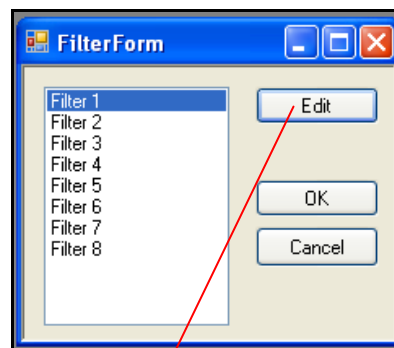 FilterForm
Filter 1
Filter 2
Filter 3
Filter 4
Filter 5
Filter 6
Filter 7
Filter 8
Edit
OK
Cancel